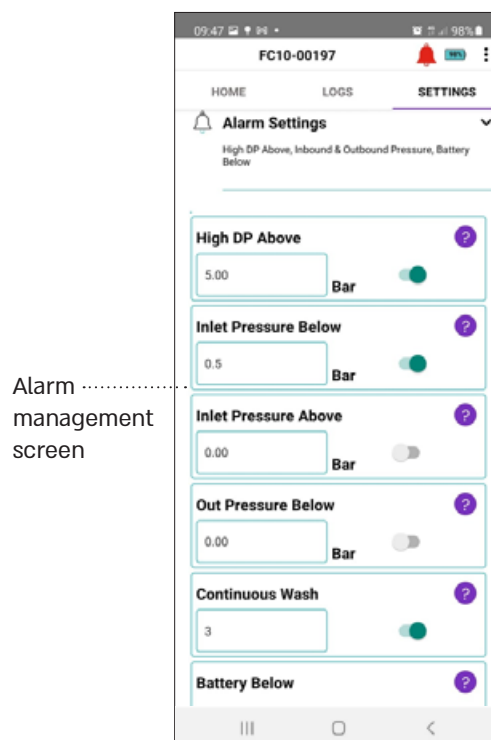 09:47
98%
FC10-00197
98%
HOME LOGS SETTINGS
Alarm Settings
High DP Above, Inbound & Outbound Pressure, Battery
Below
High DP Above ?
5.00 Bar
Inlet Pressure Below ?
0.5 Bar
Alarm
management
screen
Inlet Pressure Above ?
0.00 Bar
Out Pressure Below ?
0.00 Bar
Continuous Wash ?
3
Battery Below ?